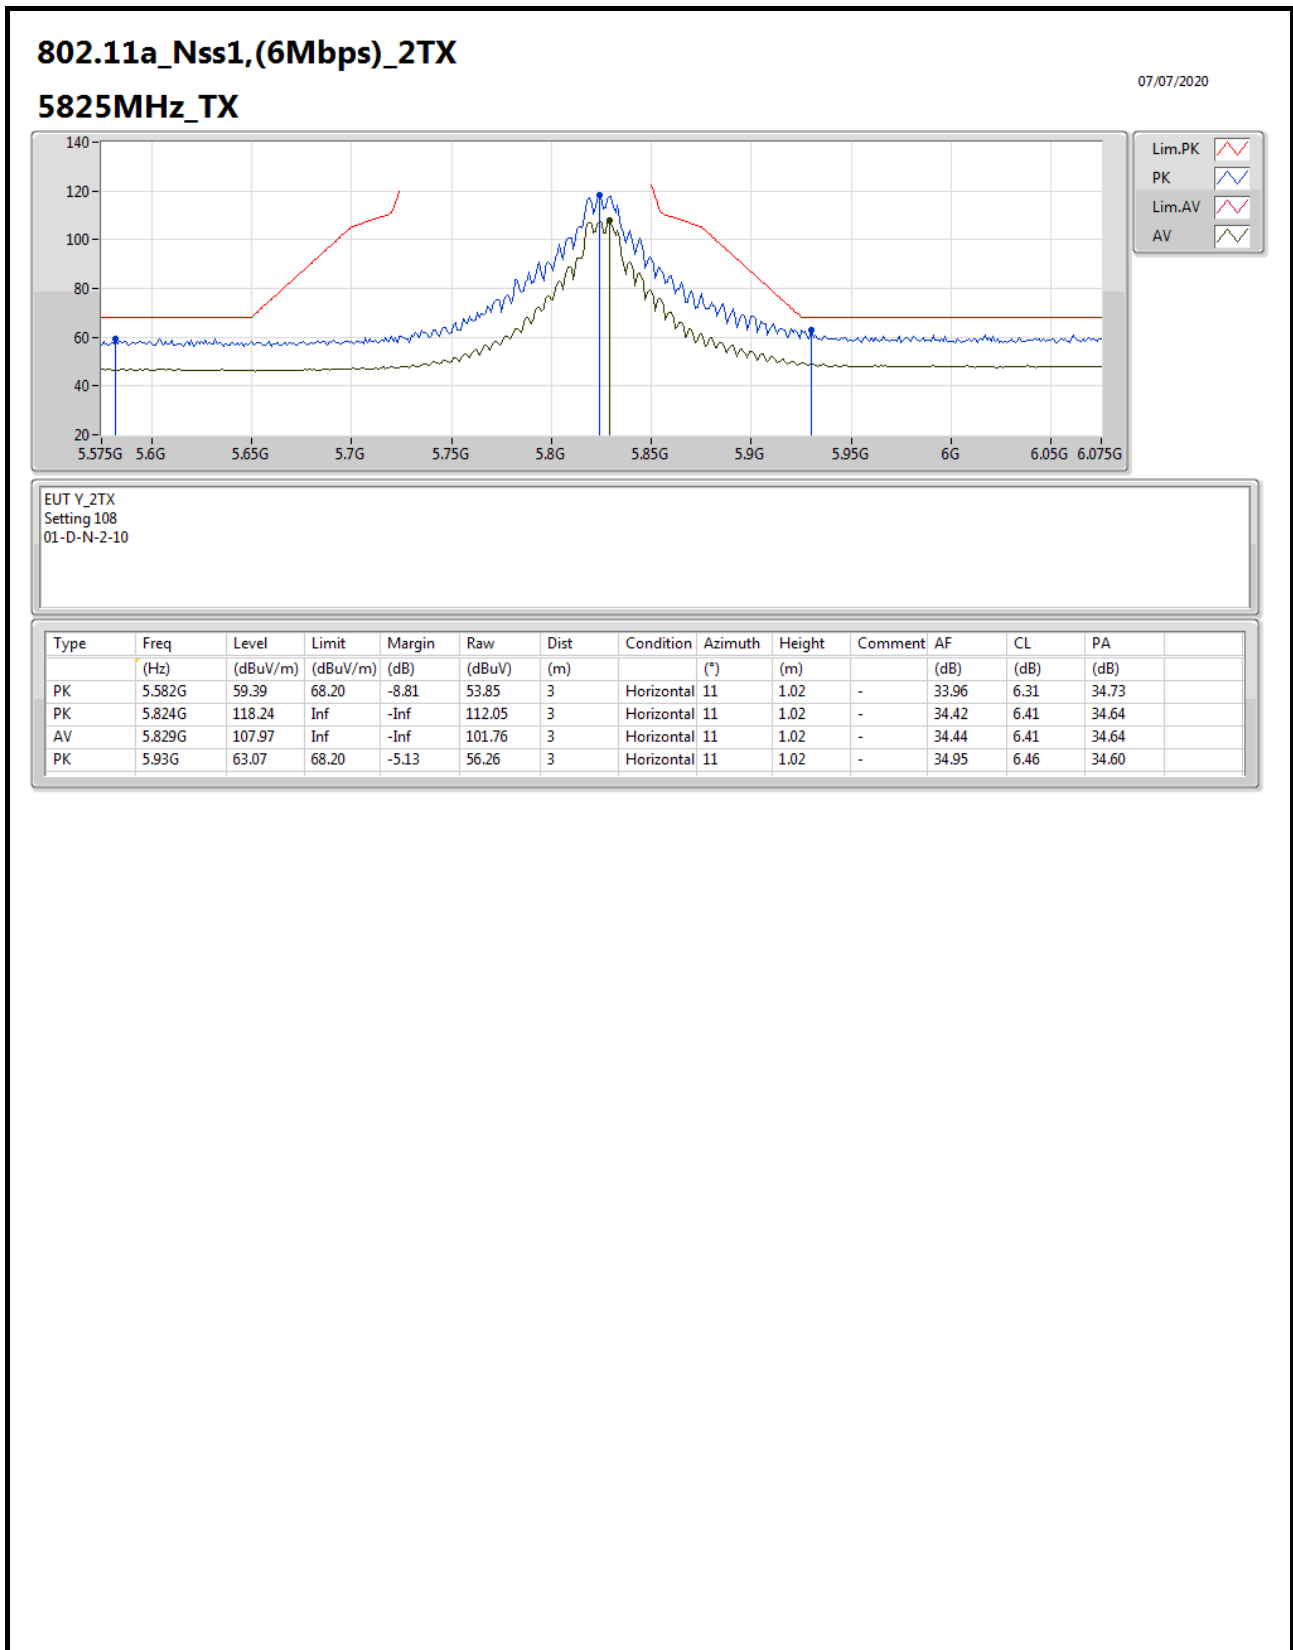 802.11a_Nss1,(6Mbps)_2TX
07/07/2020
5825MHz_TX
140
120
100
80
60
40
20
5.575G 5.6G 5.65G 5.7G 5.75G 5.8G 5.85G 5.9G 5.95G 6G 6.05G 6.075G
Lim.PK
PK
Lim.AV
AV
EUT Y_2TX
Setting 108
01-D-N-2-10
Type Freq Level Limit Margin Raw Dist Condition Azimuth Height Comment AF CL PA
(Hz) (dBuV/m) (dBuV/m) (dB) (dBuV) (m) (°) (m) (dB) (dB) (dB)
PK 5.582G 59.39 68.20 -8.81 53.85 3 Horizontal 11 1.02 - 33.96 6.31 34.73
PK 5.824G 118.24 Inf -Inf 112.05 3 Horizontal 11 1.02 - 34.42 6.41 34.64
AV 5.829G 107.97 Inf -Inf 101.76 3 Horizontal 11 1.02 - 34.44 6.41 34.64
PK 5.93G 63.07 68.20 -5.13 56.26 3 Horizontal 11 1.02 - 34.95 6.46 34.60